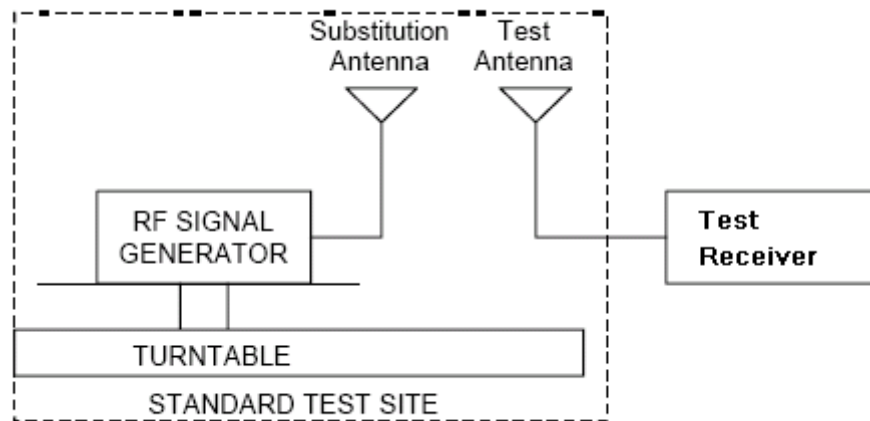 Substitution
Antenna
Test
Antenna
RF SIGNAL
GENERATOR
Test
Receiver
TURNTABLE
STANDARD TEST SITE